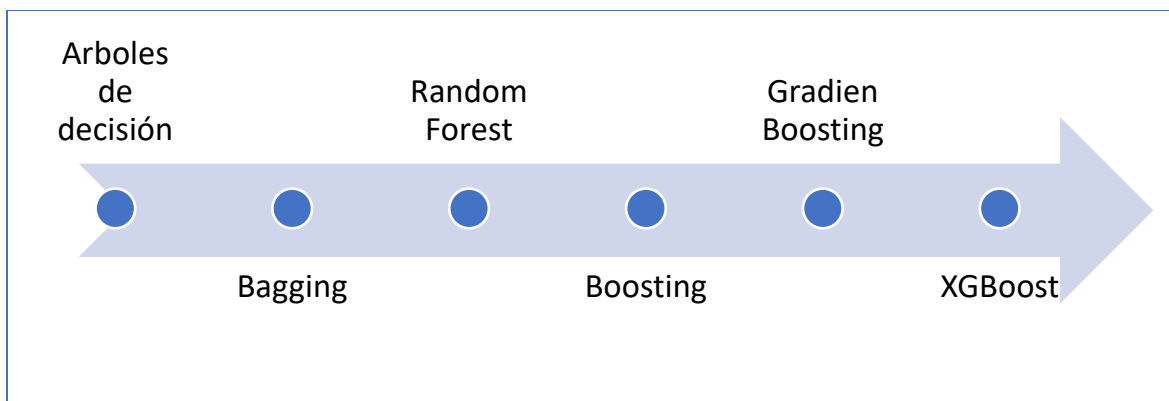 Arboles
de
decisión
Bagging
Random
Forest
Boosting
Gradien
Boosting
XGBoost